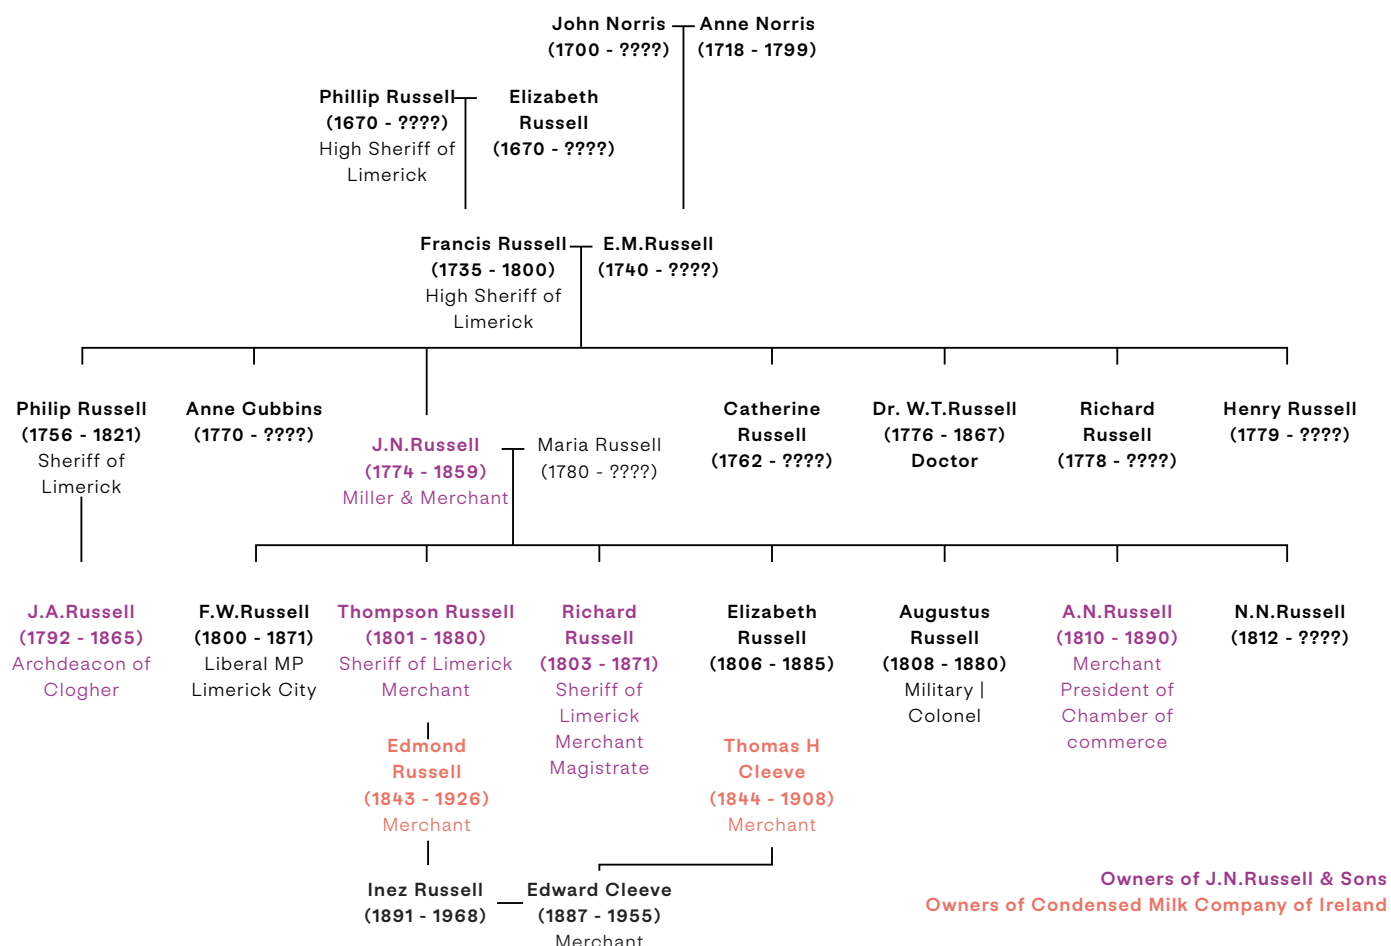 John Norris
(1700 - ????)
Anne Norris
(1718 - 1799)
Phillip Russell
(1670 - ????)
High Sheriff of
Limerick
Elizabeth
Russell
(1670 - ????)
Francis Russell
(1735 - 1800)
High Sheriff of
Limerick
E.M.Russell
(1740 - ????)
Philip Russell
(1756 - 1821)
Sheriff of
Limerick
Anne Gubbins
(1770 - ????)
J.N.Russell
(1774 - 1859)
Miller & Merchant
Maria Russell
(1780 - ????)
Catherine
Russell
(1762 - ????)
Dr. W.T.Russell
(1776 - 1867)
Doctor
Richard
Russell
(1778 - ????)
Henry Russell
(1779 - ????)
J.A.Russell
(1792 - 1865)
Archdeacon of
Clogher
F.W.Russell
(1800 - 1871)
Liberal MP
Limerick City
Thompson Russell
(1801 - 1880)
Sheriff of Limerick
Merchant
Richard
Russell
(1803 - 1871)
Sheriff of
Limerick
Merchant
Magistrate
Elizabeth
Russell
(1806 - 1885)
Augustus
Russell
(1808 - 1880)
Military |
Colonel
A.N.Russell
(1810 - 1890)
Merchant
President of
Chamber of
commerce
N.N.Russell
(1812 - ????)
Edmond
Russell
(1843 - 1926)
Merchant
Thomas H
Cleeve
(1844 - 1908)
Merchant
Inez Russell
(1891 - 1968)
Edward Cleeve
(1887 - 1955)
Merchant
Owners of J.N.Russell & Sons
Owners of Condensed Milk Company of Ireland